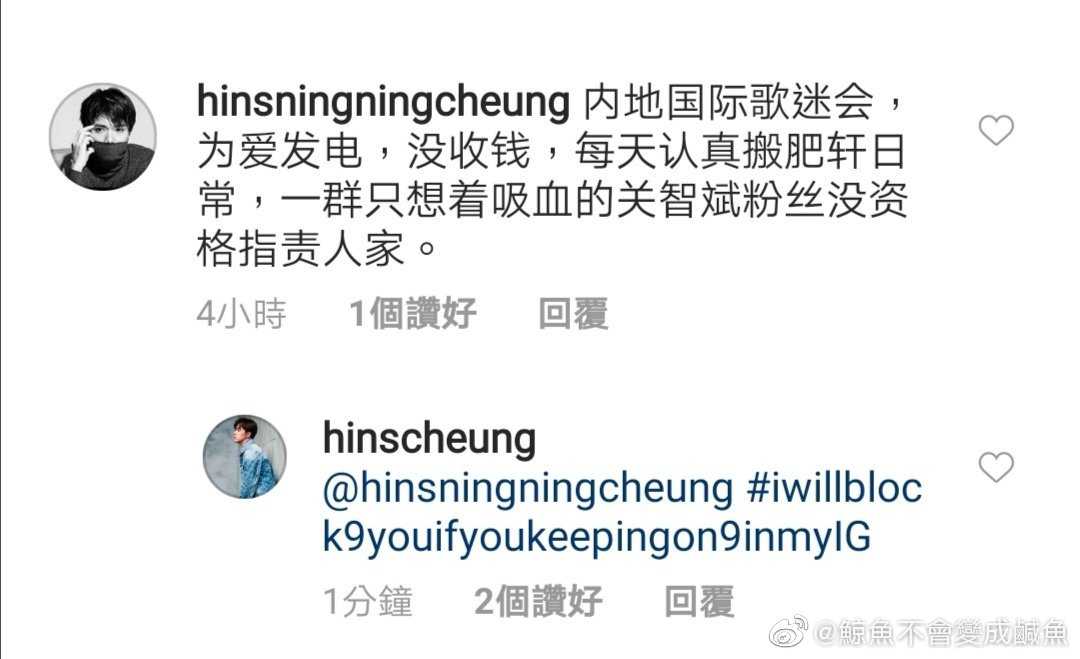 hinsningningcheung 内地国际歌迷会，
为爱发电，没收钱，每天认真搬肥轩日
常，一群只想着吸血的关智斌粉丝没资
格指责人家。
4小時 1個讚好 回覆
hinscheung
@hinsningningcheung #iwillbloc
k9youifyoukeepingon9inmyIG
1分鐘 2個讚好 回覆
@鯨魚不會變成鹹魚